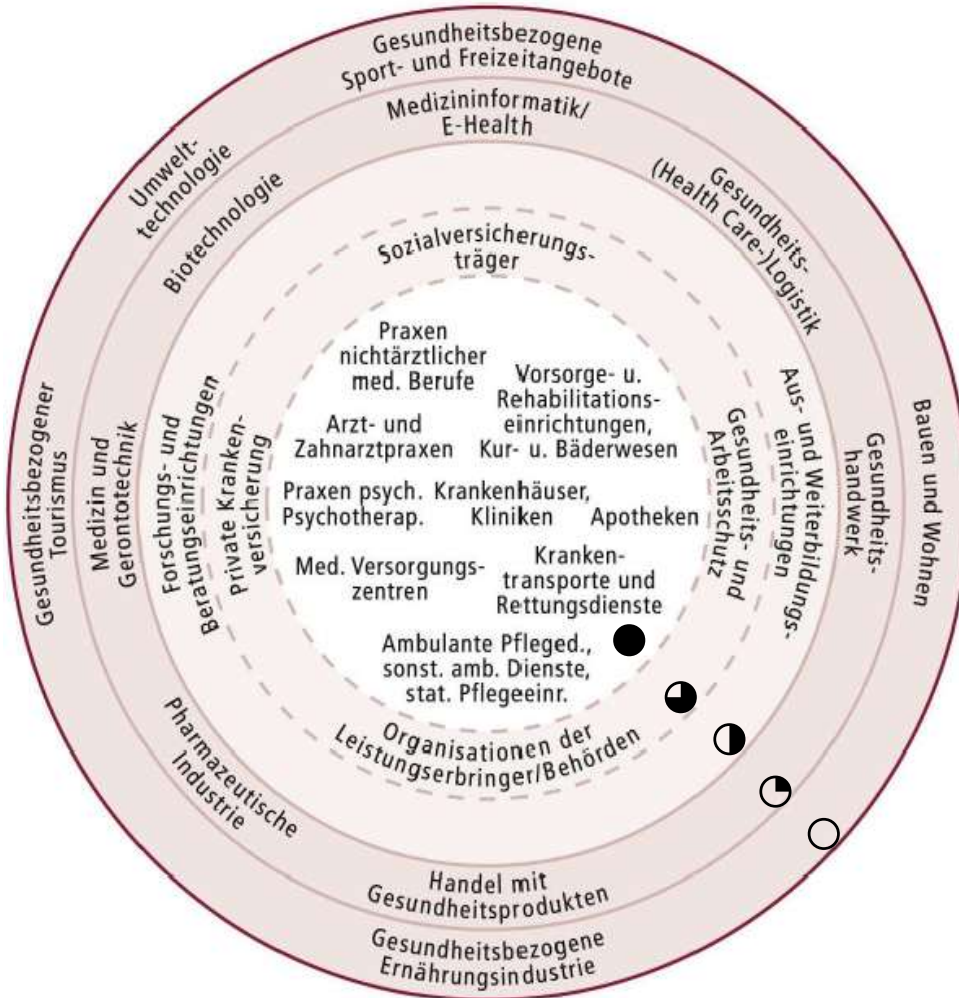 Gesundheitsbezogene
Sport- und Freizeitangebote
Medizininformatik/
E-Health
Umwelt-
technologie
Biotechnologie
Gesundheits-
(Health Care-)Logistik
Sozialversicherungs-
träger
Praxen
nichtärztlicher
med. Berufe
Vorsorge- u.
Rehabilitations-
einrichtungen,
Kur- u. Bäderwesen
Arzt- und
Zahnarztpraxen
Praxen psych.
Psychotherap.
Krankenhäuser,
Kliniken
Apotheken
Med. Versorgungs-
zentren
Kranken-
transporte und
Rettungsdienste
Ambulante Pfleged.,
sonst. amb. Dienste,
stat. Pflegeeinr.
Gesundheitsbezogener
Tourismus
Medizin und
Gerontotechnik
Forschungs- und
Beratungseinrichtungen
Private Kranken-
versicherung
Gesundheits- und
Arbeitsschutz
Aus- und Weiterbildungs-
einrichtungen
Gesundheits-
handwerk
Bauen und Wohnen
Organisationen der
Leistungserbringer/Behörden
Pharmazeutische
Industrie
Handel mit
Gesundheitsprodukten
Gesundheitsbezogene
Ernährungsindustrie